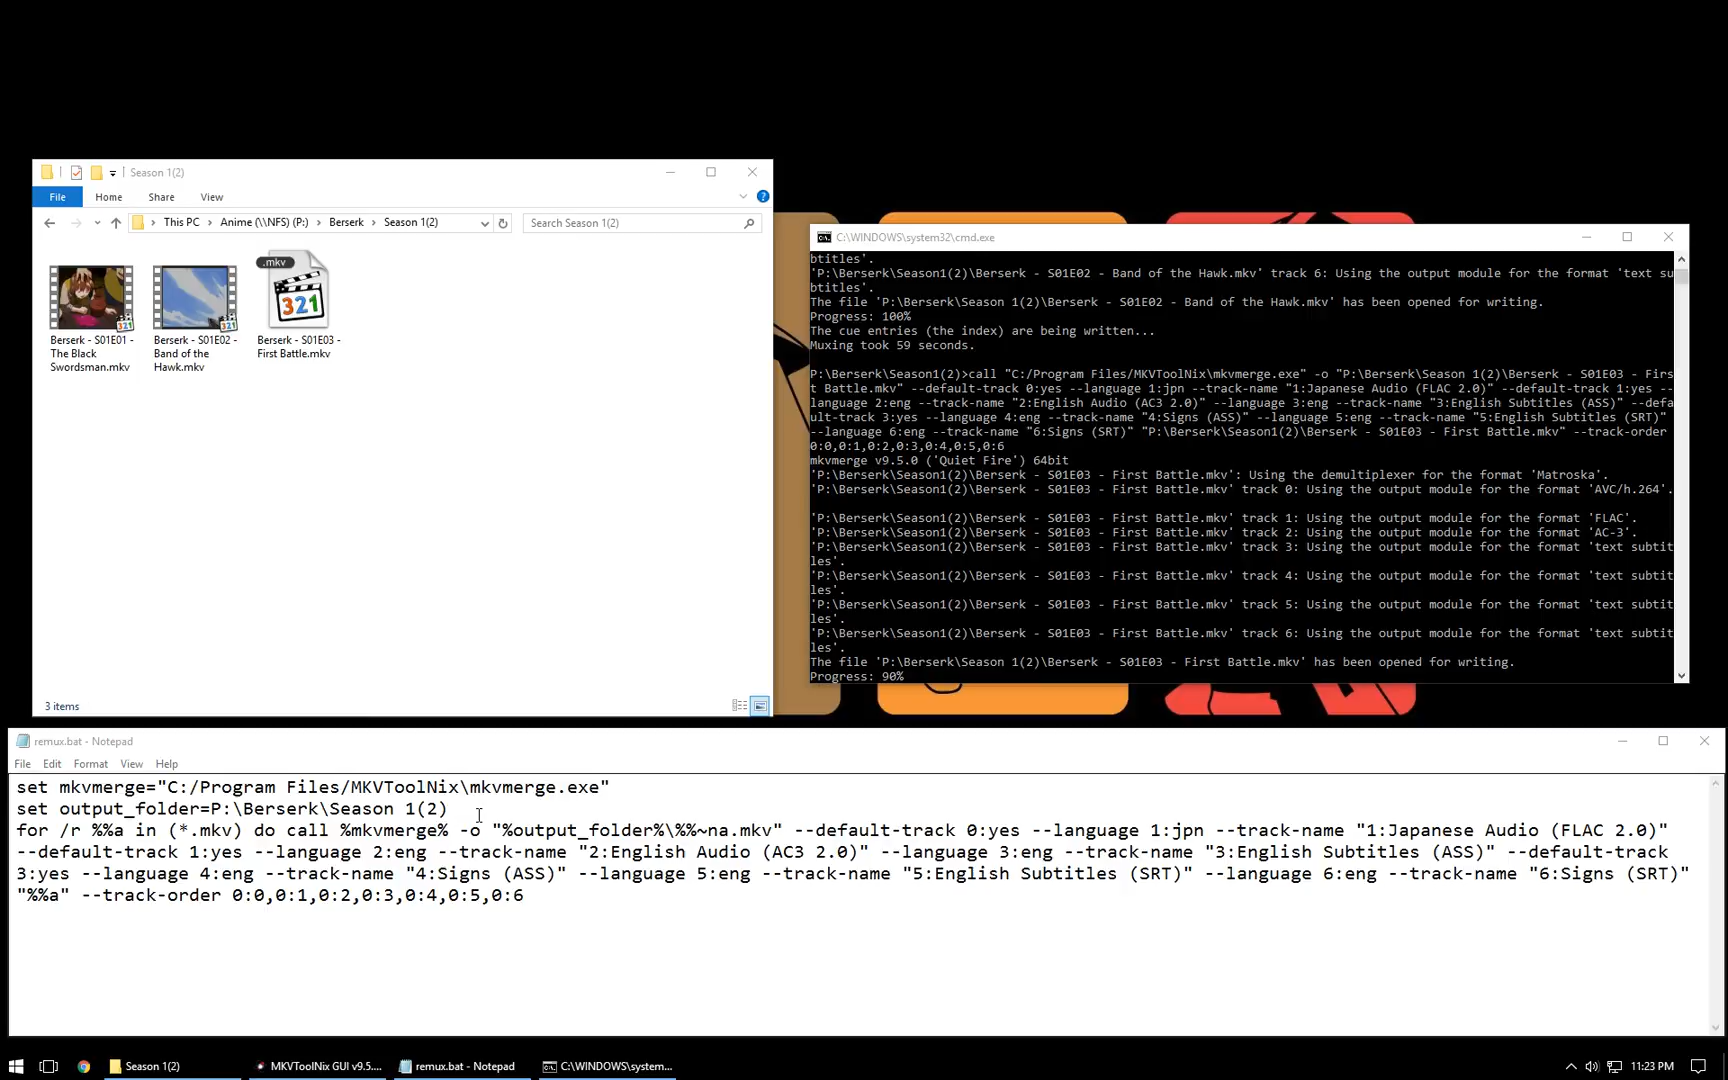 Season 1(2)
File Home Share View
This PC Anime (\\NFS) (P:) Berserk Season 1(2)
Search Season 1(2)
.mkv
321
321
321
Berserk - S01E01 -
The Black
Swordsman.mkv
Berserk - S01E02 -
Band of the
Hawk.mkv
Berserk - S01E03 -
First Battle.mkv
3 items
C:\WINDOWS\system32\cmd.exe
btitles'.
'P:\Berserk\Season1(2)\Berserk - S01E02 - Band of the Hawk.mkv' track 6: Using the output module for the format 'text su
btitles'.
The file 'P:\Berserk\Season 1(2)\Berserk - S01E02 - Band of the Hawk.mkv' has been opened for writing.
Progress: 100%
The cue entries (the index) are being written...
Muxing took 59 seconds.
P:\Berserk\Season1(2)>call "C:/Program Files/MKVToolNix\mkvmerge.exe" -o "P:\Berserk\Season 1(2)\Berserk - S01E03 - Firs
t Battle.mkv" --default-track 0:yes --language 1:jpn --track-name "1:Japanese Audio (FLAC 2.0)" --default-track 1:yes --
language 2:eng --track-name "2:English Audio (AC3 2.0)" --language 3:eng --track-name "3:English Subtitles (ASS)" --defa
ult-track 3:yes --language 4:eng --track-name "4:Signs (ASS)" --language 5:eng --track-name "5:English Subtitles (SRT)"
--language 6:eng --track-name "6:Signs (SRT)" "P:\Berserk\Season1(2)\Berserk - S01E03 - First Battle.mkv" --track-order
0:0,0:1,0:2,0:3,0:4,0:5,0:6
mkvmerge v9.5.0 ('Quiet Fire') 64bit
'P:\Berserk\Season1(2)\Berserk - S01E03 - First Battle.mkv': Using the demultiplexer for the format 'Matroska'.
'P:\Berserk\Season1(2)\Berserk - S01E03 - First Battle.mkv' track 0: Using the output module for the format 'AVC/h.264'.
'P:\Berserk\Season1(2)\Berserk - S01E03 - First Battle.mkv' track 1: Using the output module for the format 'FLAC'.
'P:\Berserk\Season1(2)\Berserk - S01E03 - First Battle.mkv' track 2: Using the output module for the format 'AC-3'.
'P:\Berserk\Season1(2)\Berserk - S01E03 - First Battle.mkv' track 3: Using the output module for the format 'text subtit
les'.
'P:\Berserk\Season1(2)\Berserk - S01E03 - First Battle.mkv' track 4: Using the output module for the format 'text subtit
les'.
'P:\Berserk\Season1(2)\Berserk - S01E03 - First Battle.mkv' track 5: Using the output module for the format 'text subtit
les'.
'P:\Berserk\Season1(2)\Berserk - S01E03 - First Battle.mkv' track 6: Using the output module for the format 'text subtit
les'.
The file 'P:\Berserk\Season 1(2)\Berserk - S01E03 - First Battle.mkv' has been opened for writing.
Progress: 90%
remux.bat - Notepad
File Edit Format View Help
set mkvmerge="C:/Program Files/MKVToolNix\mkvmerge.exe"
set output_folder=P:\Berserk\Season 1(2)
for /r %%a in (*.mkv) do call %mkvmerge% -o "%output_folder%\%%~na.mkv" --default-track 0:yes --language 1:jpn --track-name "1:Japanese Audio (FLAC 2.0)"
--default-track 1:yes --language 2:eng --track-name "2:English Audio (AC3 2.0)" --language 3:eng --track-name "3:English Subtitles (ASS)" --default-track
3:yes --language 4:eng --track-name "4:Signs (ASS)" --language 5:eng --track-name "5:English Subtitles (SRT)" --language 6:eng --track-name "6:Signs (SRT)"
"%%a" --track-order 0:0,0:1,0:2,0:3,0:4,0:5,0:6
Season 1(2) MKVToolNix GUI v9.5.... remux.bat - Notepad C:\WINDOWS\system... 11:23 PM